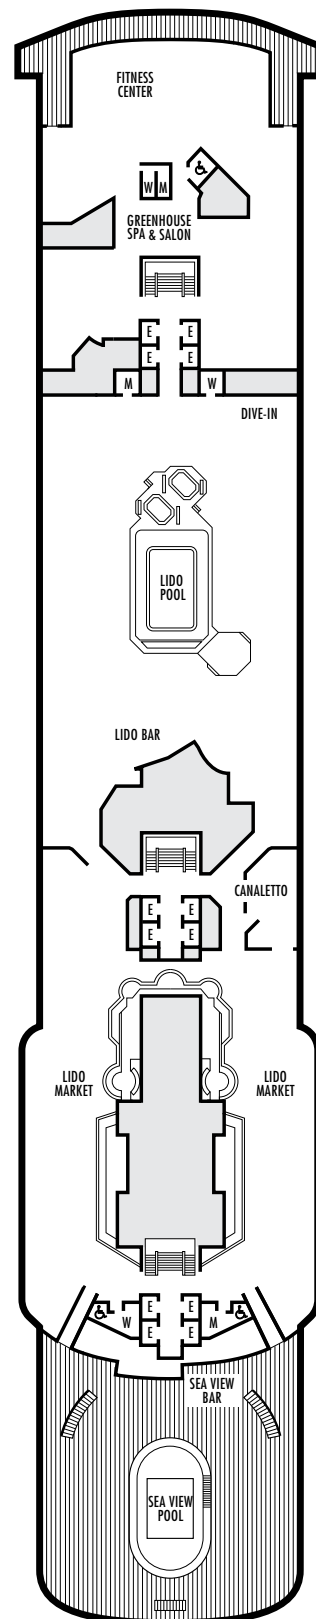 FITNESS
CENTER
W M
GREENHOUSE
SPA & SALON
E E
E E
M W
DIVE-IN
LIDO
POOL
LIDO BAR
CANALETTO
E E
E E
LIDO
MARKET
LIDO
MARKET
E E
W M
E E
SEA VIEW
BAR
SEA VIEW
POOL